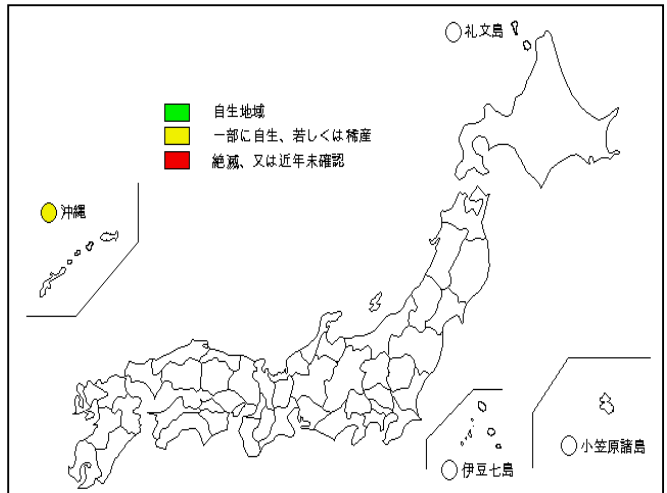 礼文島
自生地域
一部に自生、若しくは稀産
絶滅、又は近年未確認
沖縄
小笠原諸島
伊豆七島